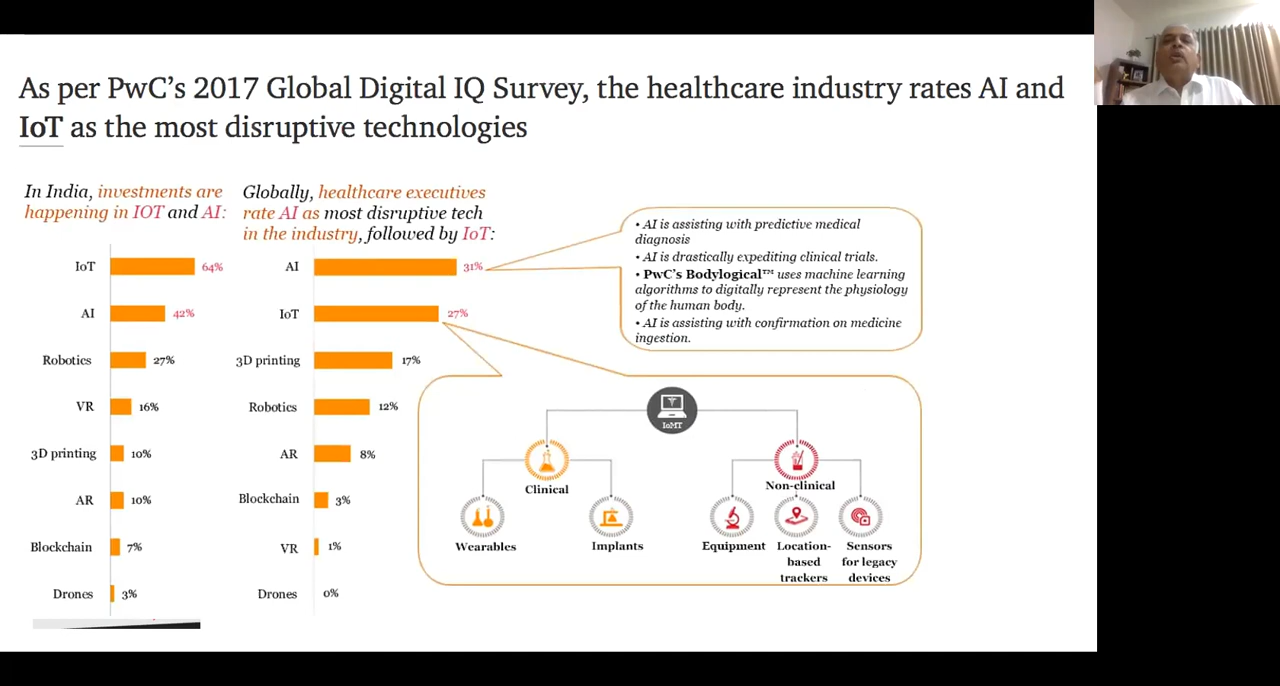 As per PwC’s 2017 Global Digital IQ Survey, the healthcare industry rates AI and
IoT as the most disruptive technologies
In India, investments are
happening in IOT and AI:
IoT 64%
AI 42%
Robotics 27%
VR 16%
3D printing 10%
AR 10%
Blockchain 7%
Drones 3%
Globally, healthcare executives
rate AI as most disruptive tech
in the industry, followed by IoT:
AI 31%
IoT 27%
3D printing 17%
Robotics 12%
AR 8%
Blockchain 3%
VR 1%
Drones 0%
• AI is assisting with predictive medical
diagnosis
• AI is drastically expediting clinical trials.
• PwC’s Bodylogical™ uses machine learning
algorithms to digitally represent the physiology
of the human body.
• AI is assisting with confirmation on medicine
ingestion.
IoMT
Clinical
Non-clinical
Wearables
Implants
Equipment
Location-
based
trackers
Sensors
for legacy
devices